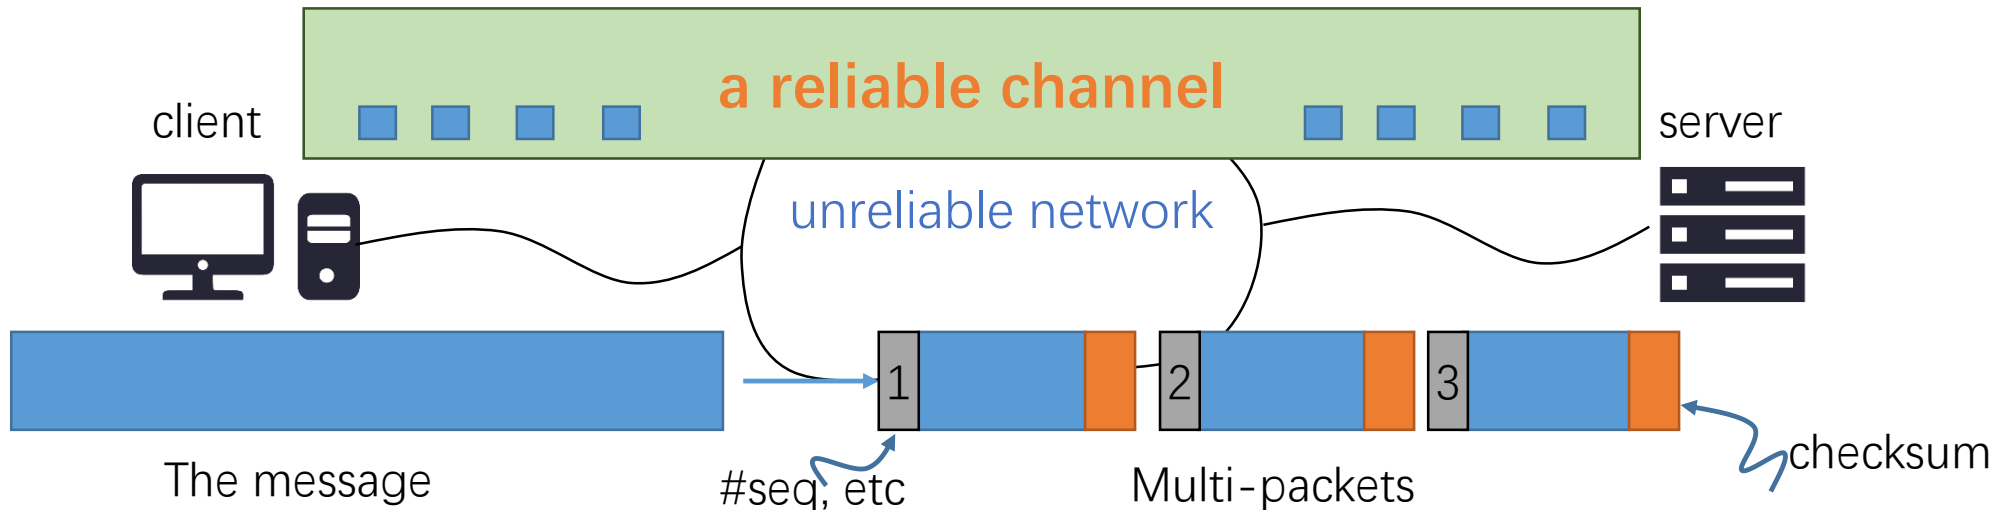 a reliable channel
client
server
unreliable network
1
2
3
The message
#seq, etc
Multi-packets
checksum